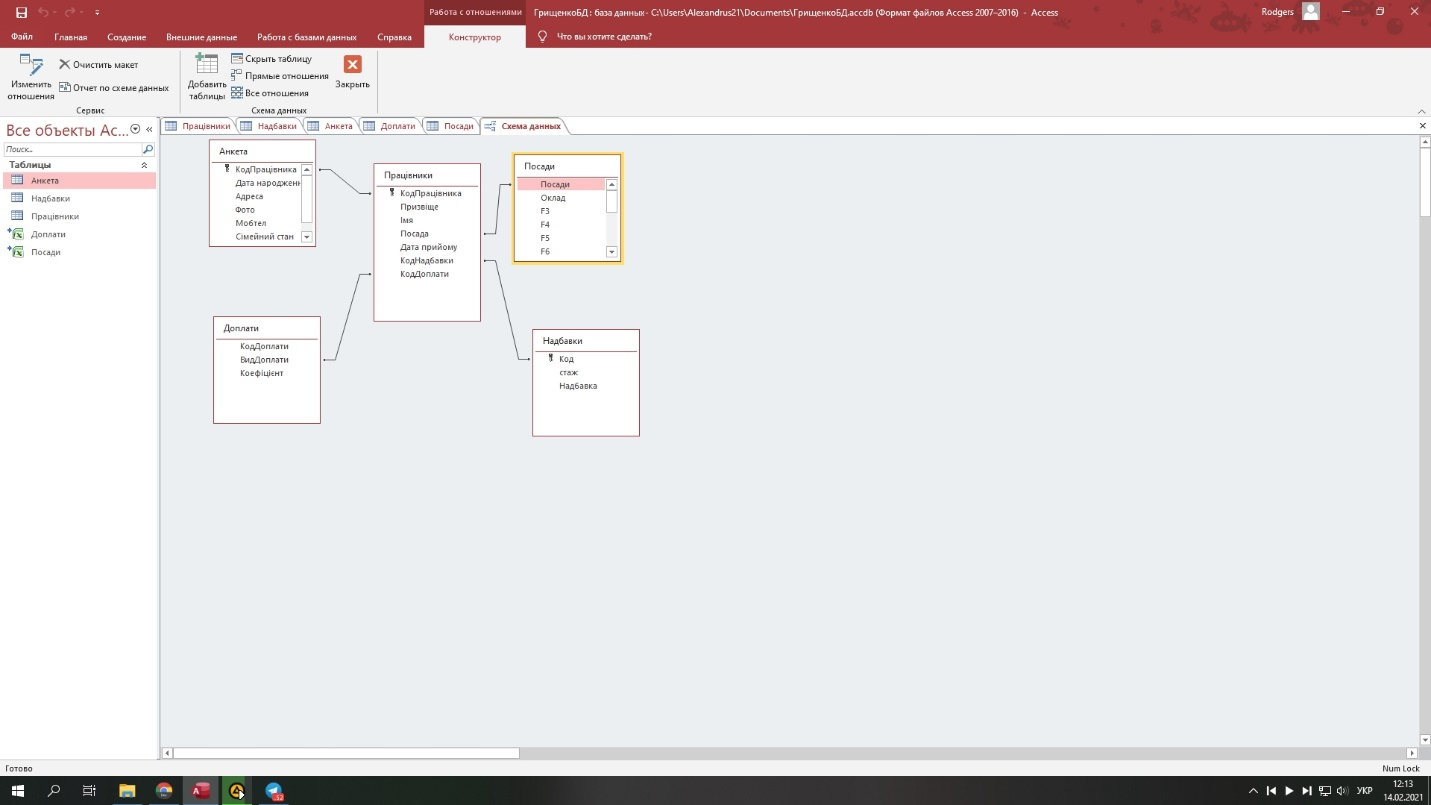 Работа с отношениями
ГрищенкоБД : база данных- C:\Users\Alexandrus21\Documents\ГрищенкоБД.accdb (Формат файлов Access 2007–2016) - Access
Rodgers
Файл
Главная
Создание
Внешние данные
Работа с базами данных
Справка
Конструктор
Что вы хотите сделать?
Изменить отношения
Очистить макет
Отчет по схеме данных
Сервис
Добавить таблицы
Скрыть таблицу
Прямые отношения
Все отношения
Схема данных
Закрыть
Все объекты Ac...
Поиск...
Таблицы
Анкета
Надбавки
Працівники
Доплати
Посади
Працівники
Надбавки
Анкета
Доплати
Посади
Схема данных
Анкета
КодПрацівника
Дата народженн
Адреса
Фото
Мобтел
Сімейний стан
Працівники
КодПрацівника
Призвіще
Імя
Посада
Дата прийому
КодНадбавки
КодДоплати
Посади
Посади
Оклад
F3
F4
F5
F6
Доплати
КодДоплати
ВидДоплати
Коефіцієнт
Надбавки
Код
стаж
Надбавка
Готово
Num Lock
A
УКР
12:13
14.02.2021